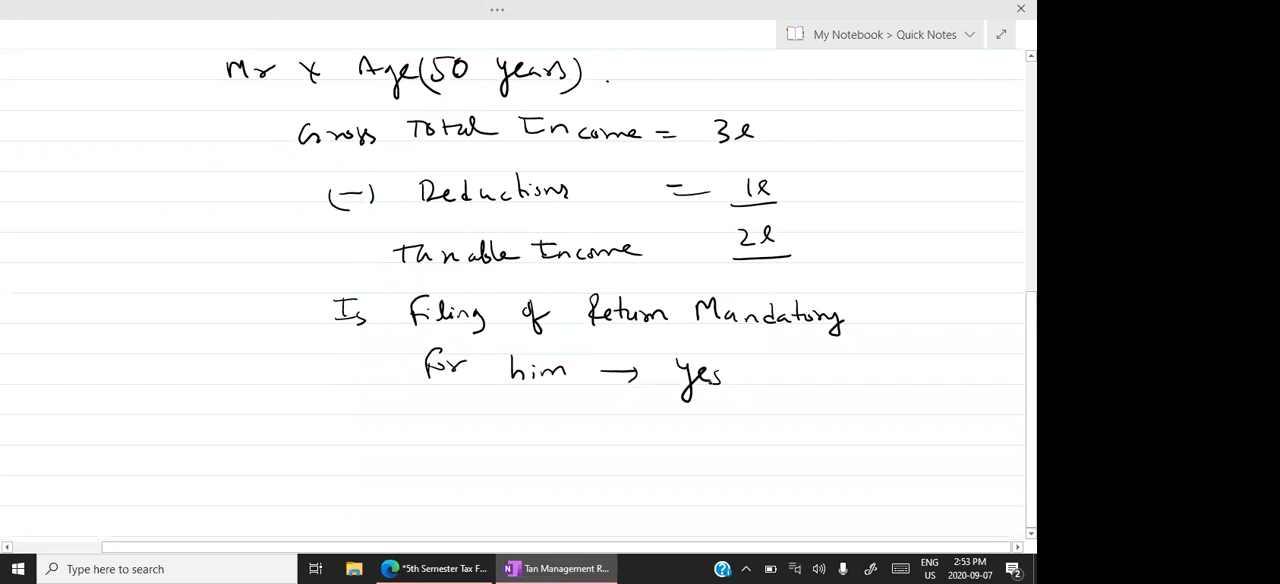 My Notebook > Quick Notes
Mr X Age(50 years).
Gross Total Income = 3l
(-) Deductions = 1l
Taxable Income 2l
Is Filing of Return Mandatory
for him → yes
Type here to search
*5th Semester Tax F...
Tan Management R...
ENG
US
2:53 PM
2020-09-07
2